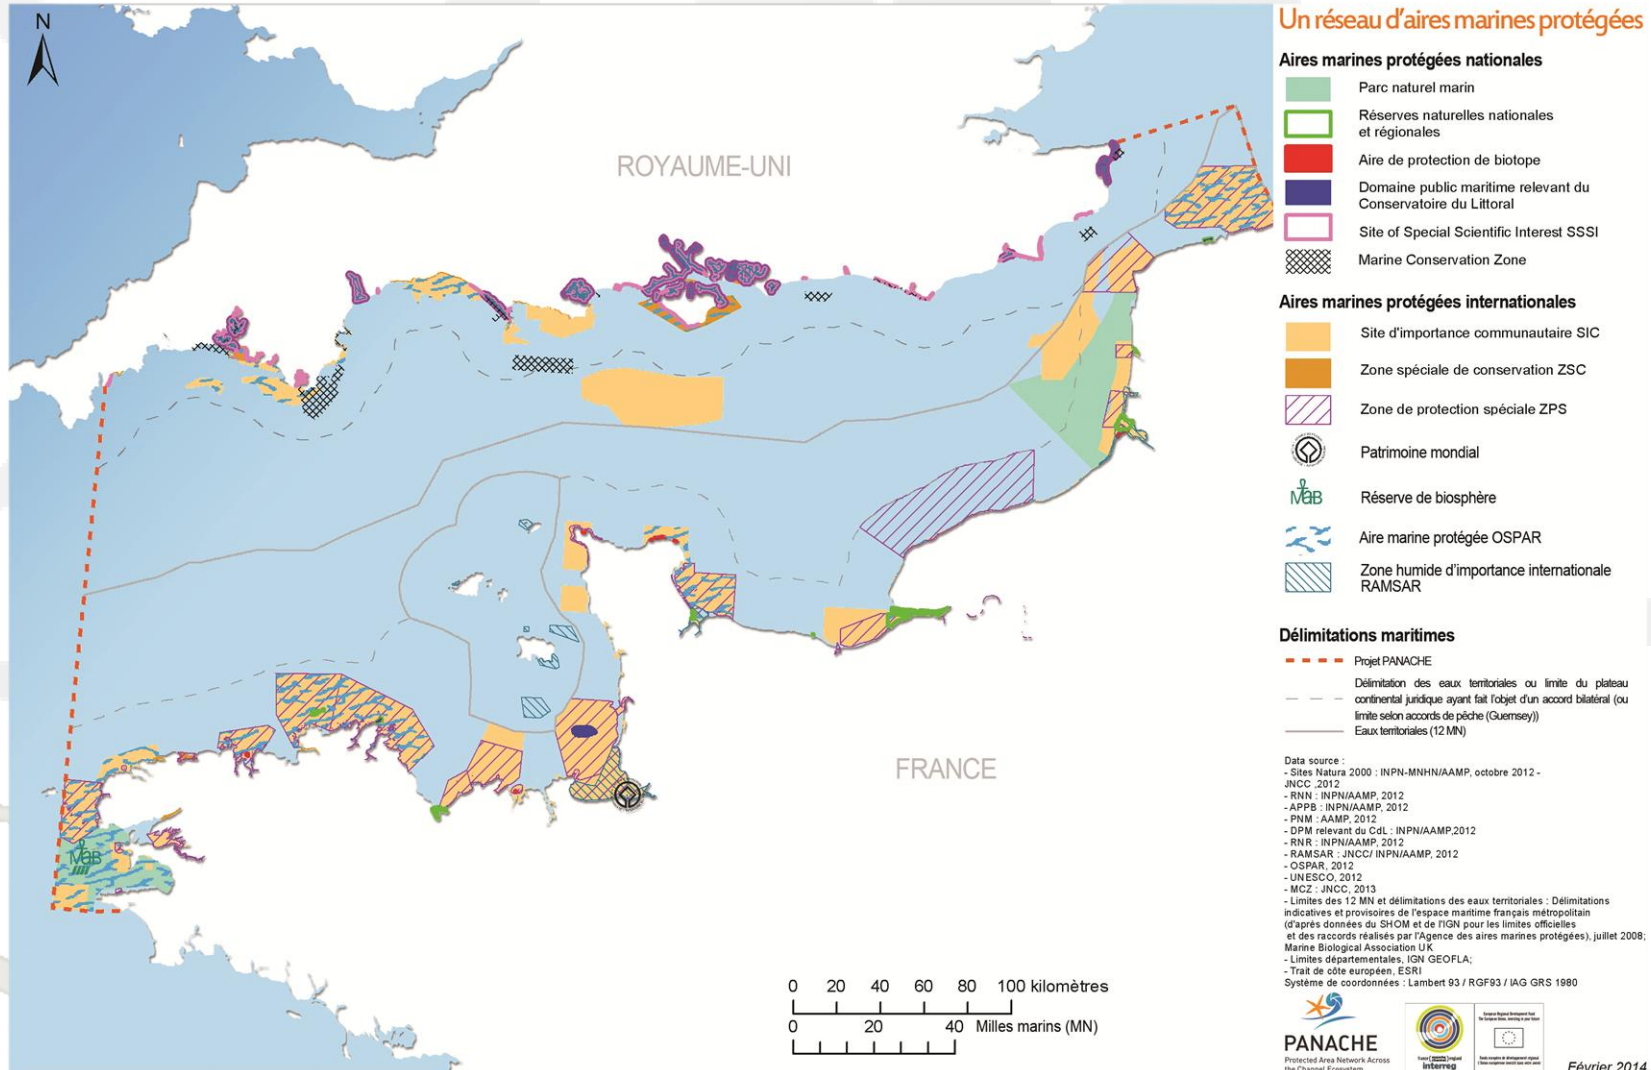 N
ROYAUME-UNI
FRANCE
MaB
0 20 40 60 80 100 kilomètres
0 20 40 Milles marins (MN)
Un réseau d'aires marines protégées
Aires marines protégées nationales
Parc naturel marin
Réserves naturelles nationales
et régionales
Aire de protection de biotope
Domaine public maritime relevant du
Conservatoire du Littoral
Site of Special Scientific Interest SSSI
Marine Conservation Zone
Aires marines protégées internationales
Site d'importance communautaire SIC
Zone spéciale de conservation ZSC
Zone de protection spéciale ZPS
Patrimoine mondial
MaB
Réserve de biosphère
Aire marine protégée OSPAR
Zone humide d'importance internationale
RAMSAR
Délimitations maritimes
Projet PANACHE
Délimitation des eaux territoriales ou limite du plateau
continental juridique ayant fait l'objet d'un accord bilatéral (ou
limite selon accords de pêche (Guernsey))
Eaux territoriales (12 MN)
Data source :
- Sites Natura 2000 : INPN-MNHN/AAMP, octobre 2012 -
JNCC ,2012
- RNN : INPN/AAMP, 2012
- APPB : INPN/AAMP, 2012
- PNM : AAMP, 2012
- DPM relevant du CdL : INPN/AAMP,2012
- RNR : INPN/AAMP, 2012
- RAMSAR : JNCC/ INPN/AAMP, 2012
- OSPAR, 2012
- UNESCO, 2012
- MCZ : JNCC, 2013
- Limites des 12 MN et délimitations des eaux territoriales : Délimitations
indicatives et provisoires de l'espace maritime français métropolitain
(d'après données du SHOM et de l'IGN pour les limites officielles
et des raccords réalisés par l'Agence des aires marines protégées), juillet 2008;
Marine Biological Association UK
- Limites départementales, IGN GEOFLA;
- Trait de côte européen, ESRI
Système de coordonnées : Lambert 93 / RGF93 / IAG GRS 1980
PANACHE
Protected Area Network Across
the Channel Ecosystem
interreg
Février 2014